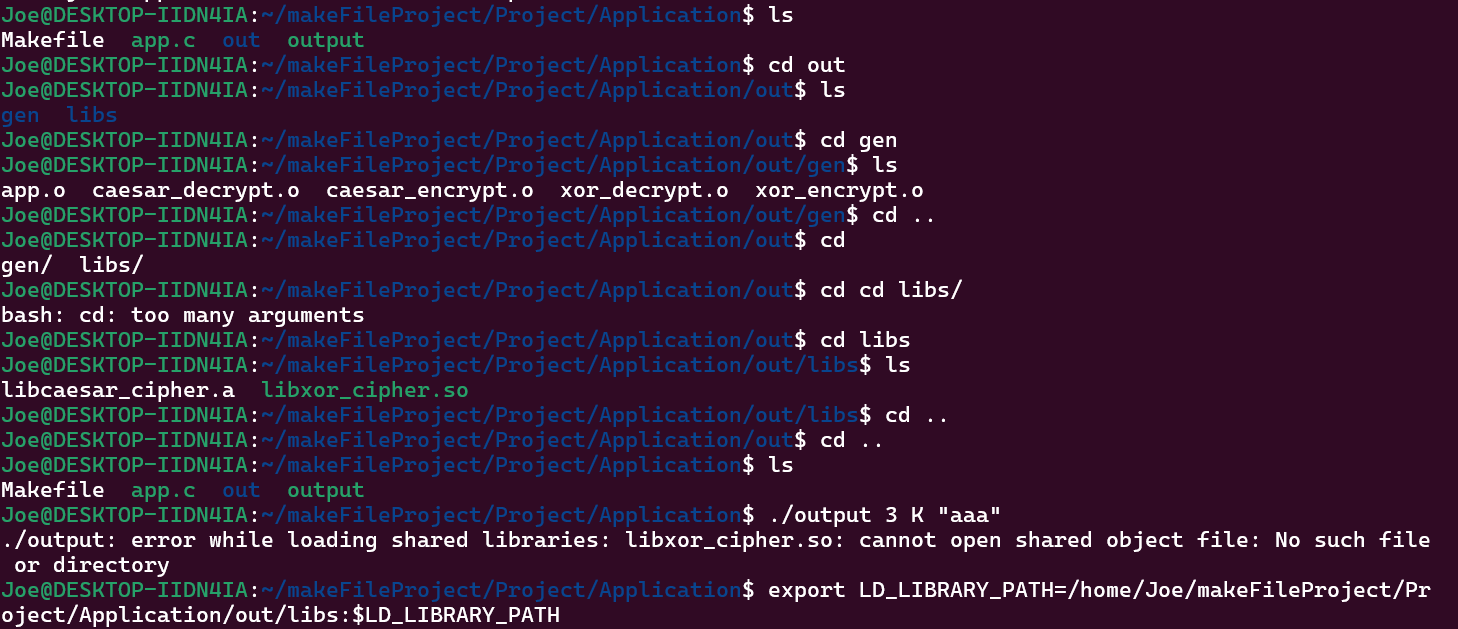 Joe@DESKTOP-IIDN4IA:~/makeFileProject/Project/Application$ ls
Makefile  app.c  out  output
Joe@DESKTOP-IIDN4IA:~/makeFileProject/Project/Application$ cd out
Joe@DESKTOP-IIDN4IA:~/makeFileProject/Project/Application/out$ ls
gen  libs
Joe@DESKTOP-IIDN4IA:~/makeFileProject/Project/Application/out$ cd gen
Joe@DESKTOP-IIDN4IA:~/makeFileProject/Project/Application/out/gen$ ls
app.o  caesar_decrypt.o  caesar_encrypt.o  xor_decrypt.o  xor_encrypt.o
Joe@DESKTOP-IIDN4IA:~/makeFileProject/Project/Application/out/gen$ cd ..
Joe@DESKTOP-IIDN4IA:~/makeFileProject/Project/Application/out$ cd
gen/  libs/
Joe@DESKTOP-IIDN4IA:~/makeFileProject/Project/Application/out$ cd cd libs/
bash: cd: too many arguments
Joe@DESKTOP-IIDN4IA:~/makeFileProject/Project/Application/out$ cd libs
Joe@DESKTOP-IIDN4IA:~/makeFileProject/Project/Application/out/libs$ ls
libcaesar_cipher.a  libxor_cipher.so
Joe@DESKTOP-IIDN4IA:~/makeFileProject/Project/Application/out/libs$ cd ..
Joe@DESKTOP-IIDN4IA:~/makeFileProject/Project/Application/out$ cd ..
Joe@DESKTOP-IIDN4IA:~/makeFileProject/Project/Application$ ls
Makefile  app.c  out  output
Joe@DESKTOP-IIDN4IA:~/makeFileProject/Project/Application$ ./output 3 K "aaa"
./output: error while loading shared libraries: libxor_cipher.so: cannot open shared object file: No such file
 or directory
Joe@DESKTOP-IIDN4IA:~/makeFileProject/Project/Application$ export LD_LIBRARY_PATH=/home/Joe/makeFileProject/Pr
oject/Application/out/libs:$LD_LIBRARY_PATH